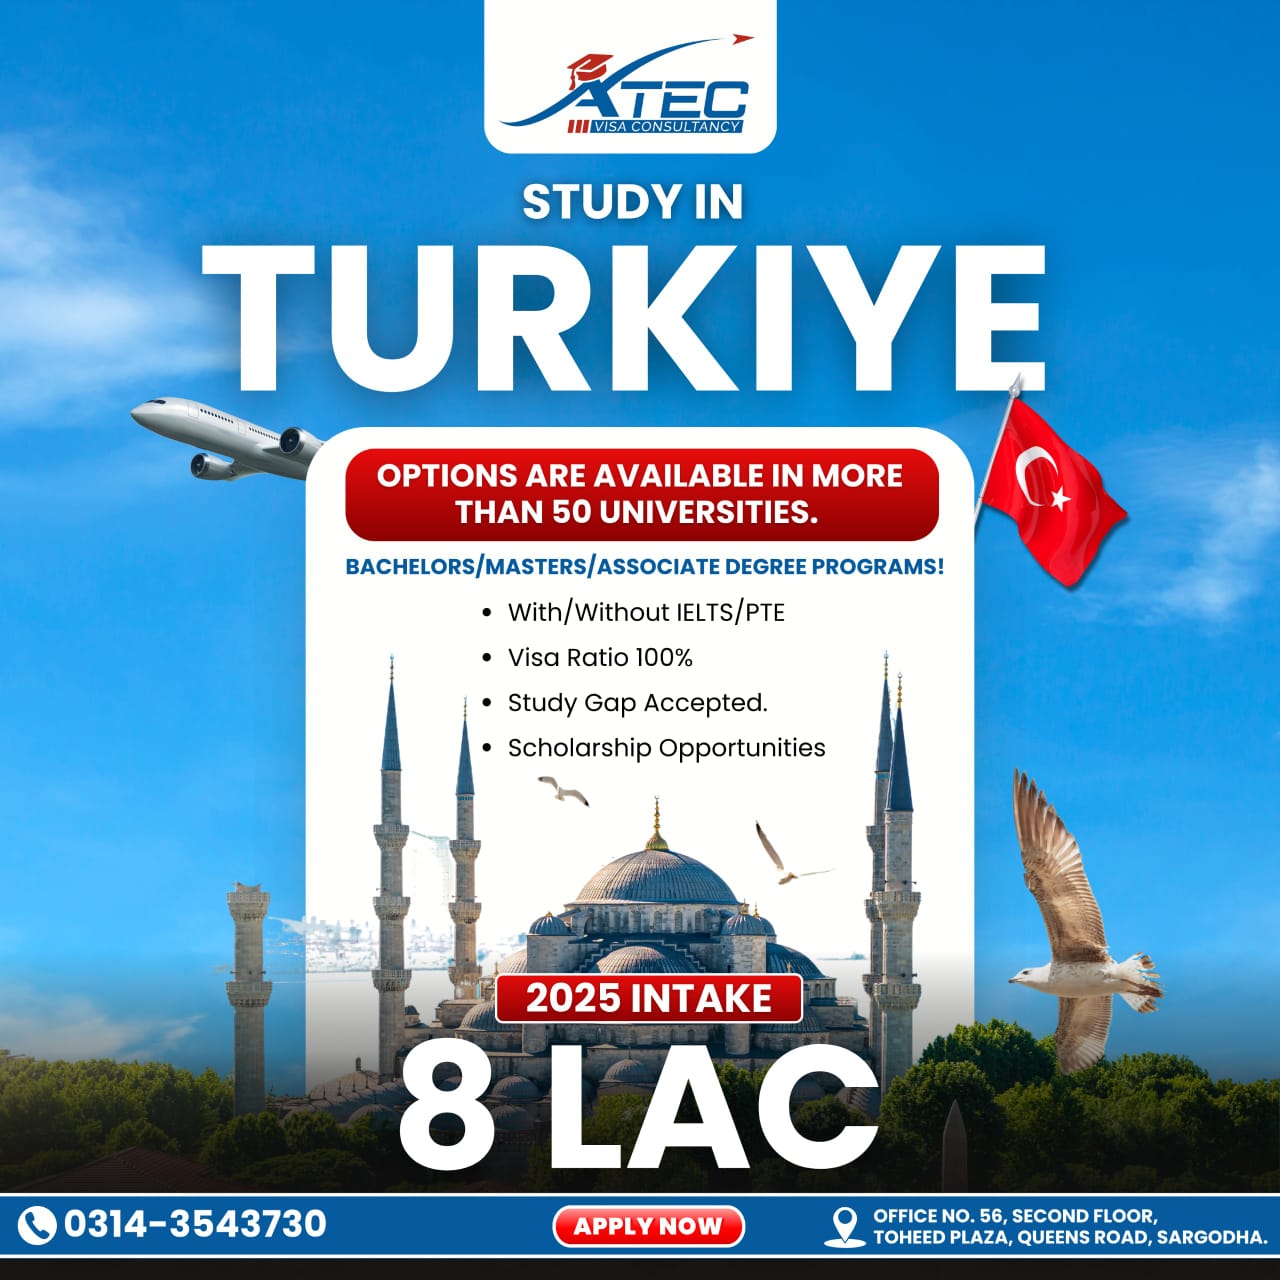 ATEC
VISA CONSULTANCY
STUDY IN
TURKIYE
OPTIONS ARE AVAILABLE IN MORE
THAN 50 UNIVERSITIES.
BACHELORS/MASTERS/ASSOCIATE DEGREE PROGRAMS!
• With/Without IELTS/PTE
• Visa Ratio 100%
• Study Gap Accepted.
• Scholarship Opportunities
2025 INTAKE
8 LAC
0314-3543730
APPLY NOW
OFFICE NO. 56, SECOND FLOOR,
TOHEED PLAZA, QUEENS ROAD, SARGODHA.